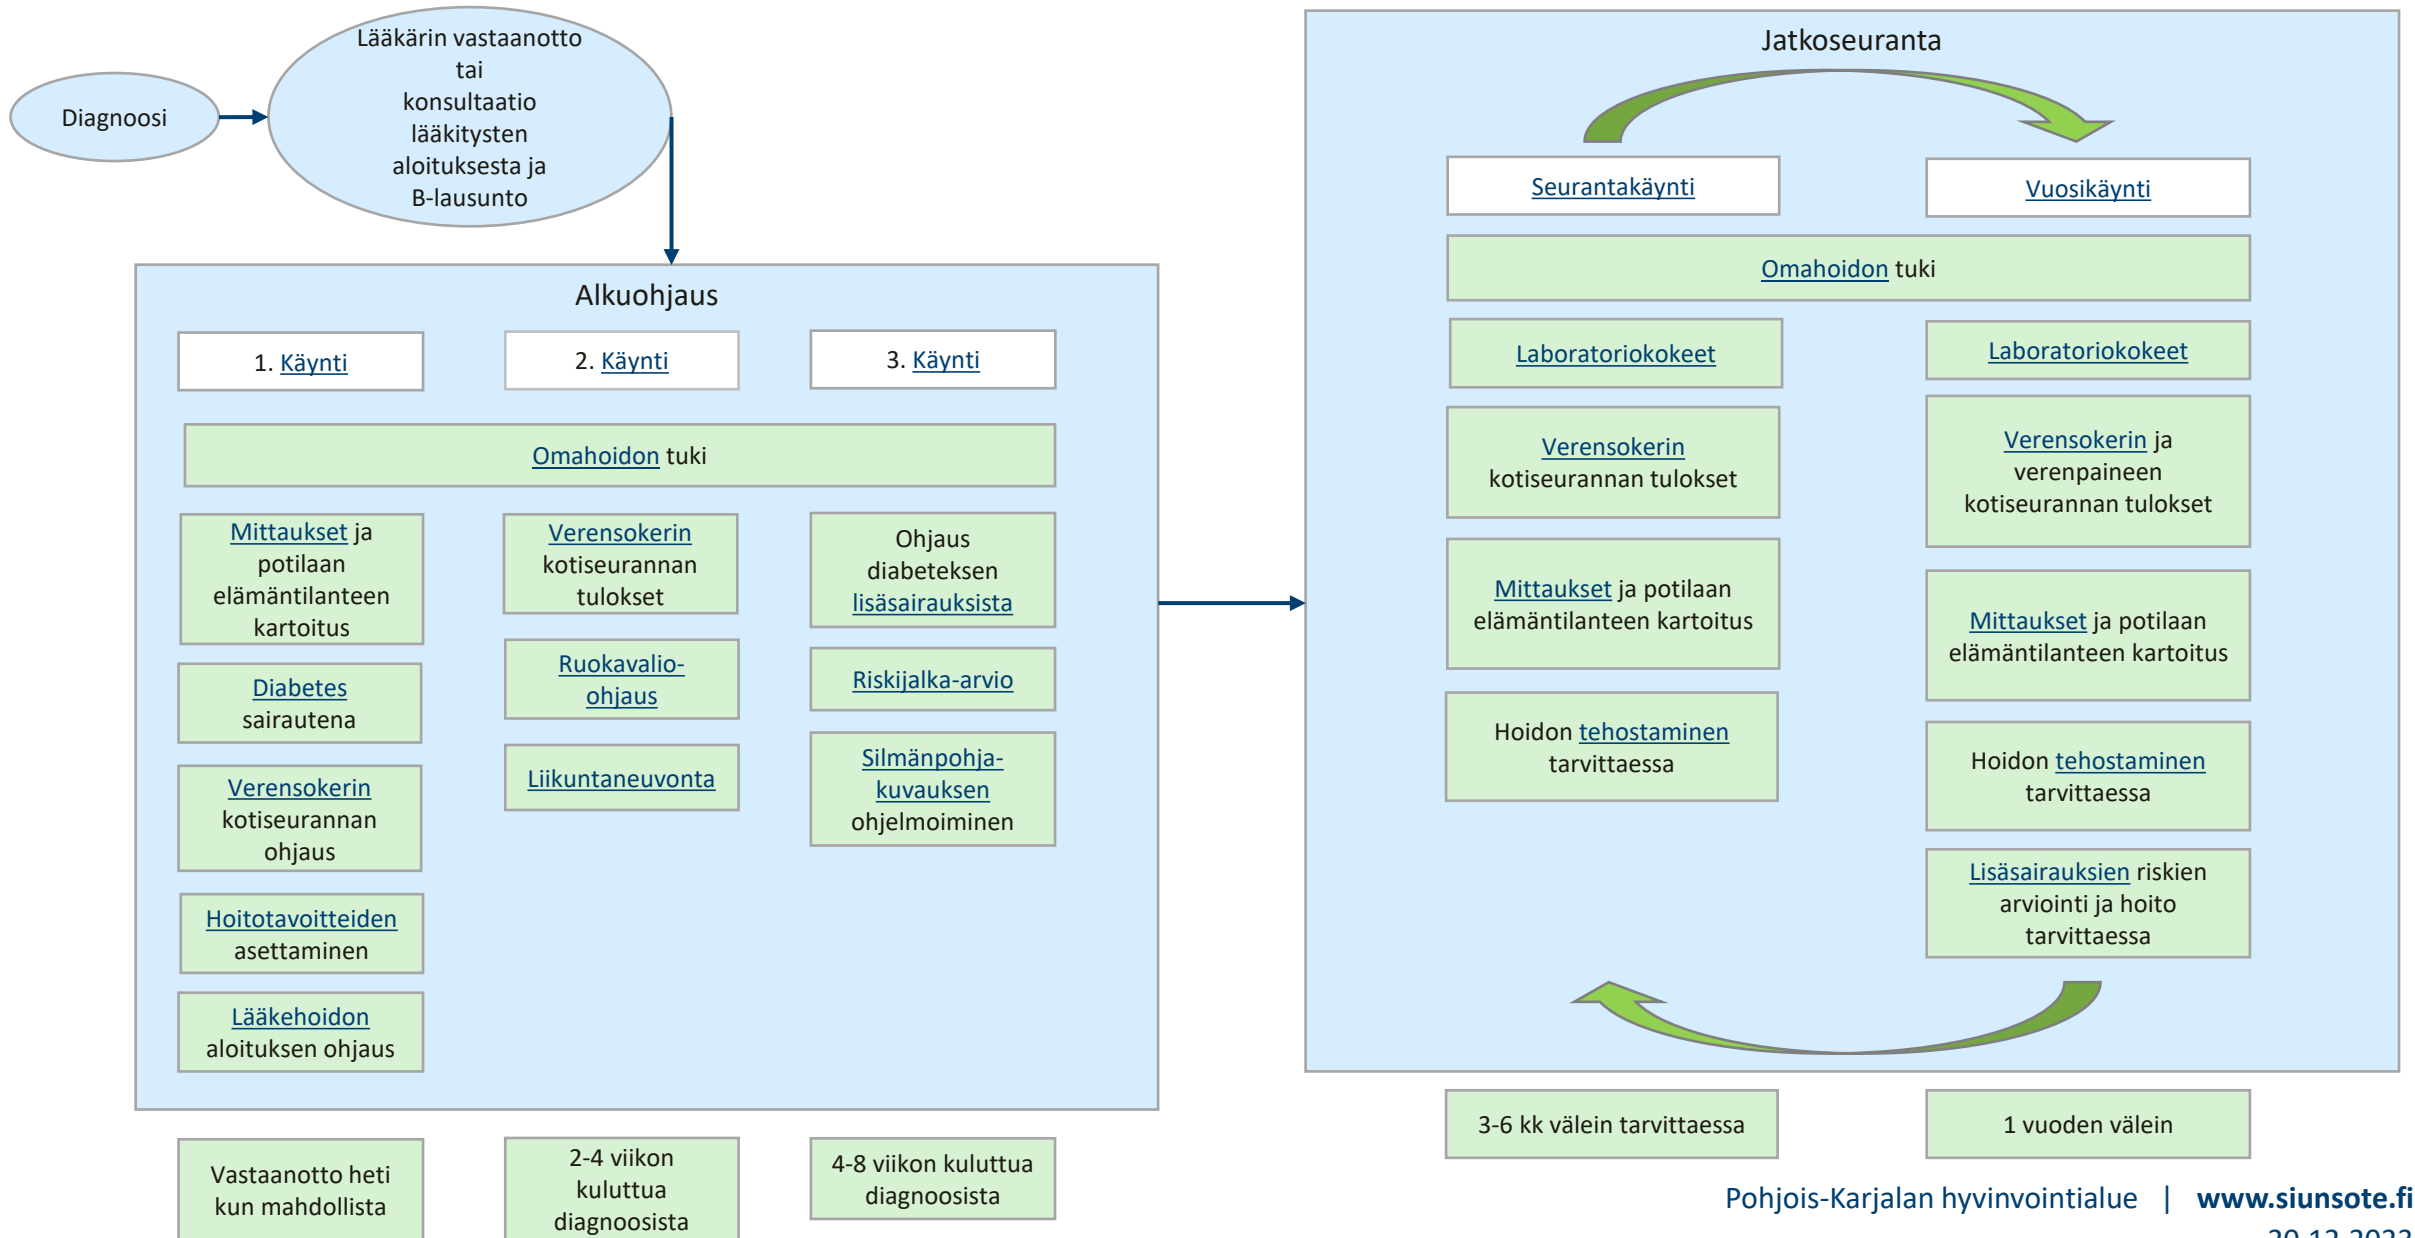 Diagnoosi
Lääkärin vastaanotto
tai
konsultaatio
lääkitysten
aloituksesta ja
B-lausunto
Alkuohjaus
1. Käynti
2. Käynti
3. Käynti
Omahoidon tuki
Mittaukset ja
potilaan
elämäntilanteen
kartoitus
Diabetes
sairautena
Verensokerin
kotiseurannan
ohjaus
Hoitotavoitteiden
asettaminen
Lääkehoidon
aloituksen ohjaus
Verensokerin
kotiseurannan
tulokset
Ruokavalio-
ohjaus
Liikuntaneuvonta
Ohjaus
diabeteksen
lisäsairauksista
Riskijalka-arvio
Silmänpohja-
kuvauksen
ohjelmoiminen
Vastaanotto heti
kun mahdollista
2-4 viikon
kuluttua
diagnoosista
4-8 viikon kuluttua
diagnoosista
Jatkoseuranta
Seurantakäynti
Vuosikäynti
Omahoidon tuki
Laboratoriokokeet
Verensokerin
kotiseurannan tulokset
Mittaukset ja potilaan
elämäntilanteen kartoitus
Hoidon tehostaminen
tarvittaessa
Laboratoriokokeet
Verensokerin ja
verenpaineen
kotiseurannan tulokset
Mittaukset ja potilaan
elämäntilanteen kartoitus
Hoidon tehostaminen
tarvittaessa
Lisäsairauksien riskien
arviointi ja hoito
tarvittaessa
3-6 kk välein tarvittaessa
1 vuoden välein
Pohjois-Karjalan hyvinvointialue | www.siunsote.fi
20.12.2023